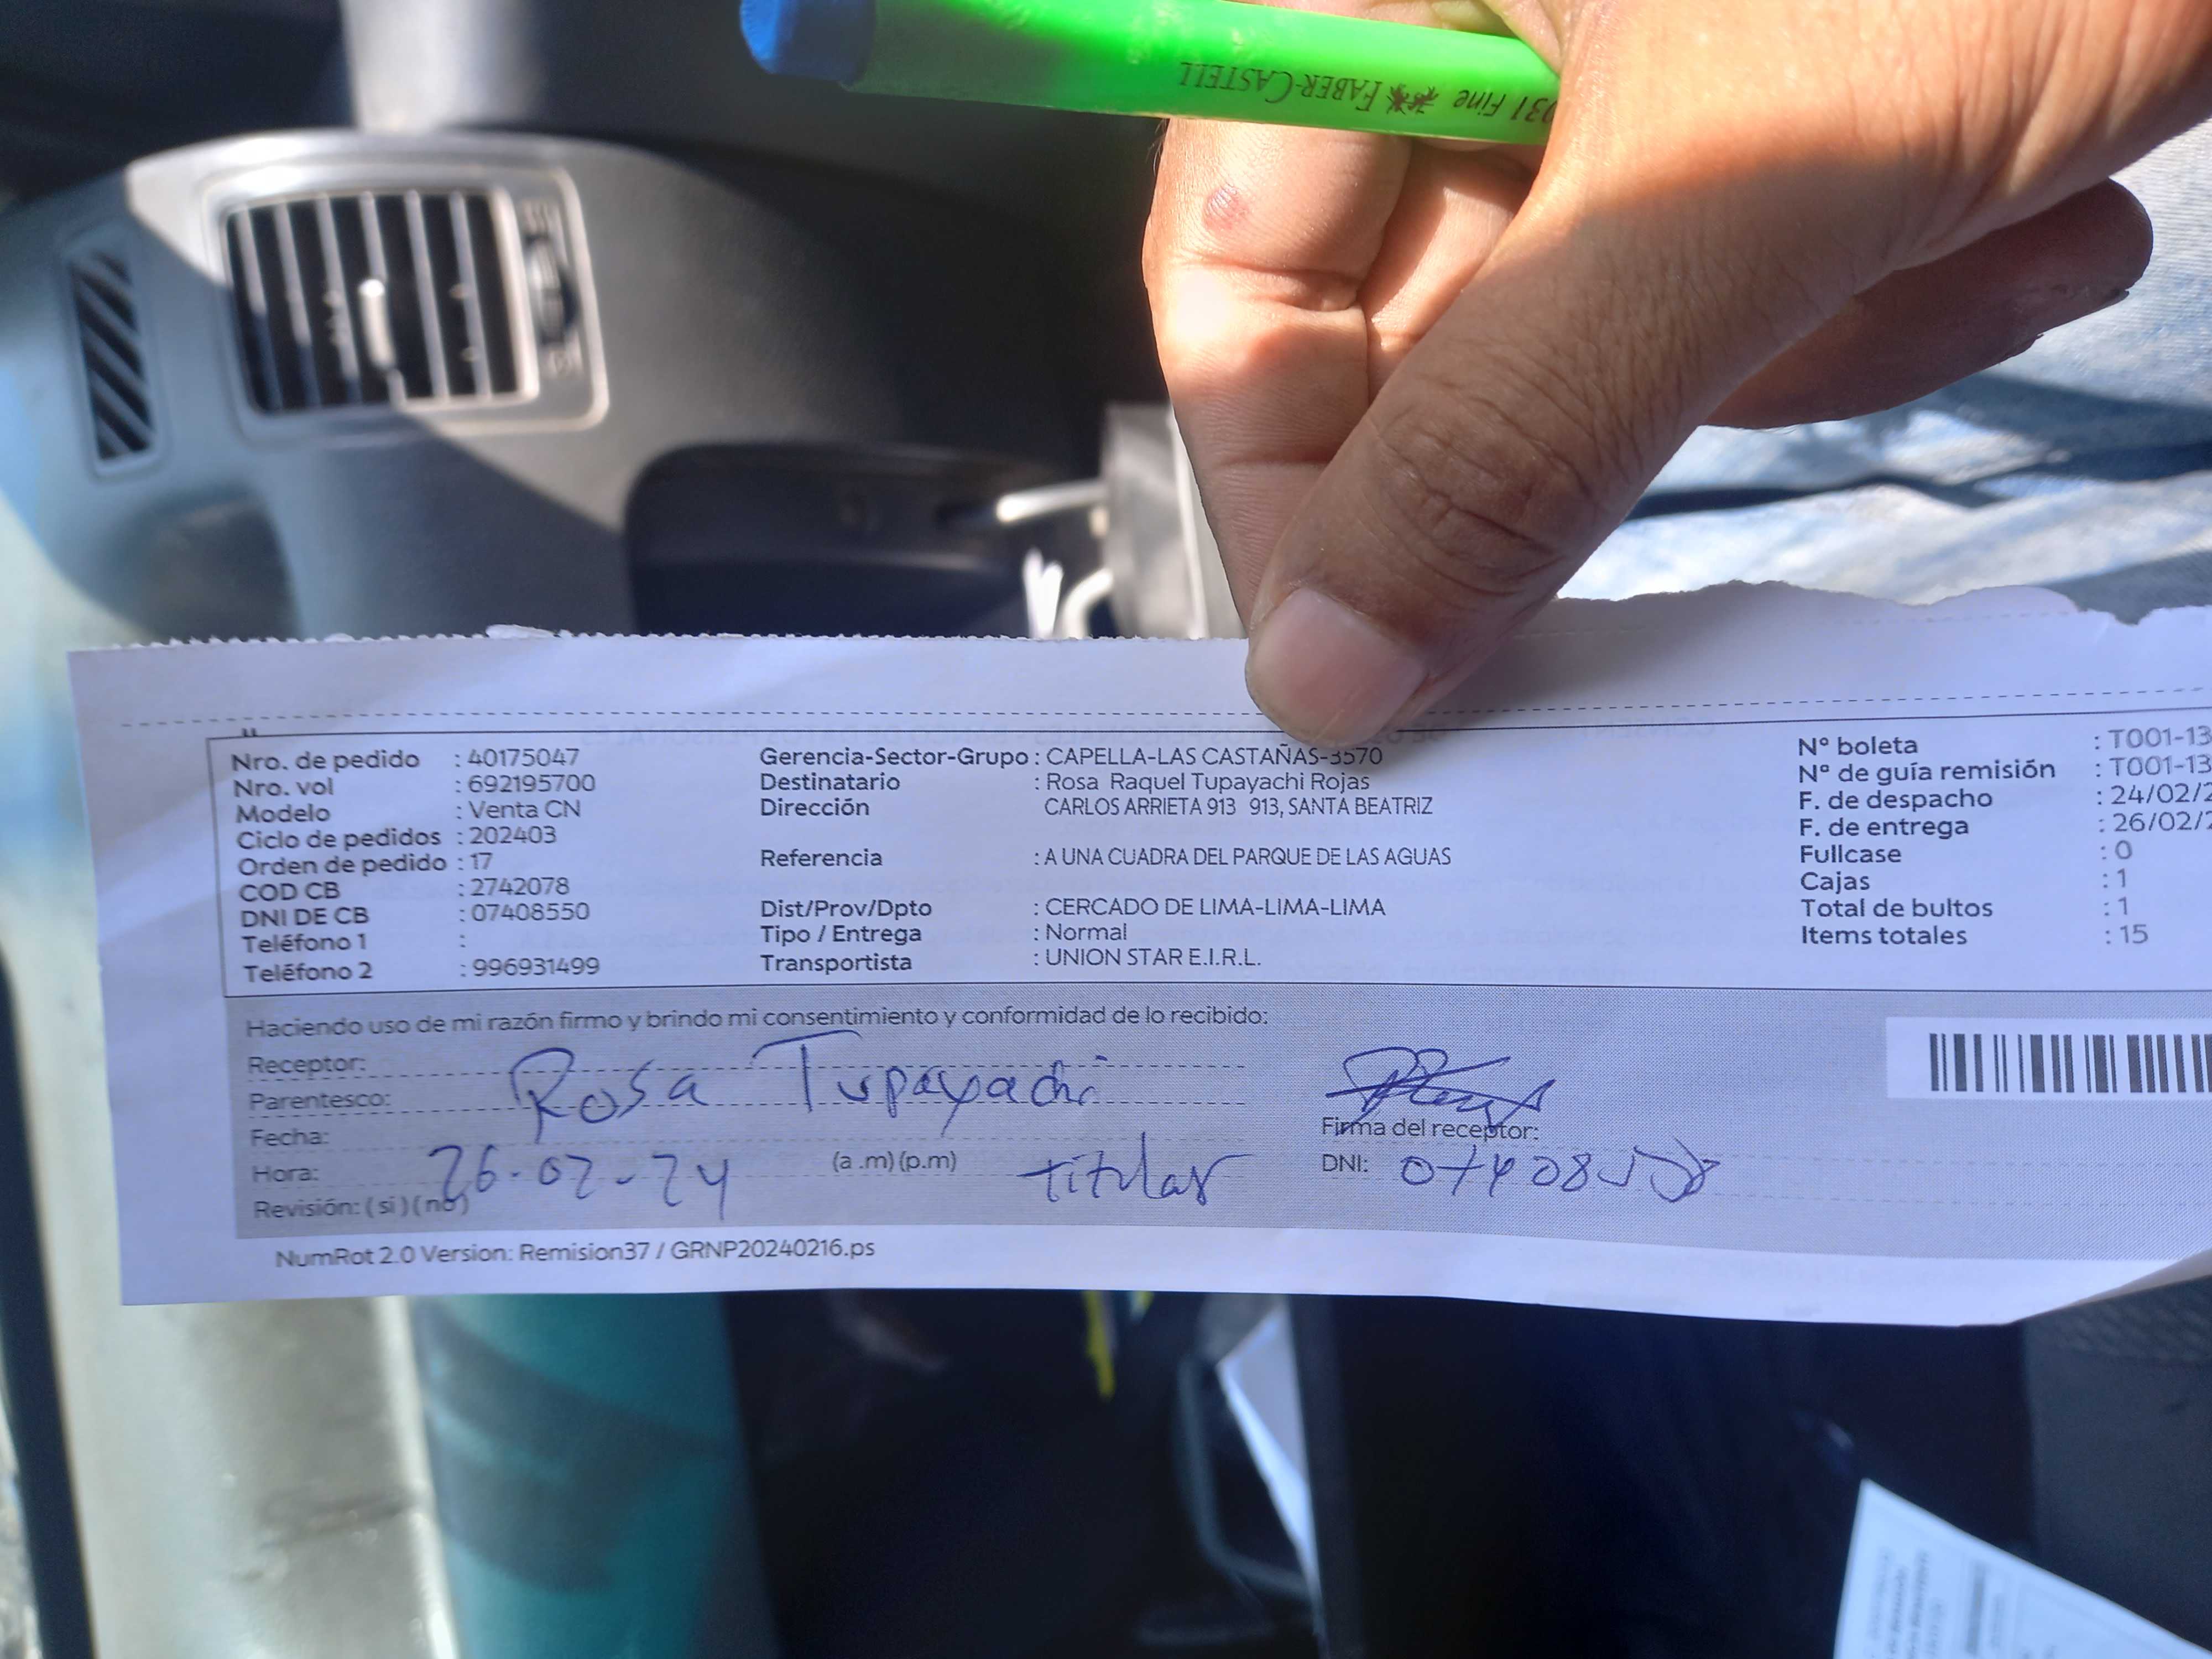 031 Fine FABER-CASTELL
Nro. de pedido : 40175047
Nro. vol : 692195700
Modelo : Venta CN
Ciclo de pedidos : 202403
Orden de pedido : 17
COD CB : 2742078
DNI DE CB : 07408550
Teléfono 1 :
Teléfono 2 : 996931499
Gerencia-Sector-Grupo : CAPELLA-LAS CASTAÑAS-3570
Destinatario : Rosa Raquel Tupayachi Rojas
Dirección CARLOS ARRIETA 913 913, SANTA BEATRIZ
Referencia : A UNA CUADRA DEL PARQUE DE LAS AGUAS
Dist/Prov/Dpto : CERCADO DE LIMA-LIMA-LIMA
Tipo / Entrega : Normal
Transportista : UNION STAR E.I.R.L.
N° boleta : T001-13
N° de guía remisión : T001-13
F. de despacho : 24/02/2
F. de entrega : 26/02/2
Fullcase : 0
Cajas : 1
Total de bultos : 1
Items totales : 15
Haciendo uso de mi razón firmo y brindo mi consentimiento y conformidad de lo recibido:
Receptor:
Parentesco: Rosa Tupayachi
Fecha:
Hora: 26-02-24 (a .m) (p.m) titular
Revisión: ( si ) ( no )
Firma del receptor:
DNI: 07408550
NumRot 2.0 Version: Remision37 / GRNP20240216.ps